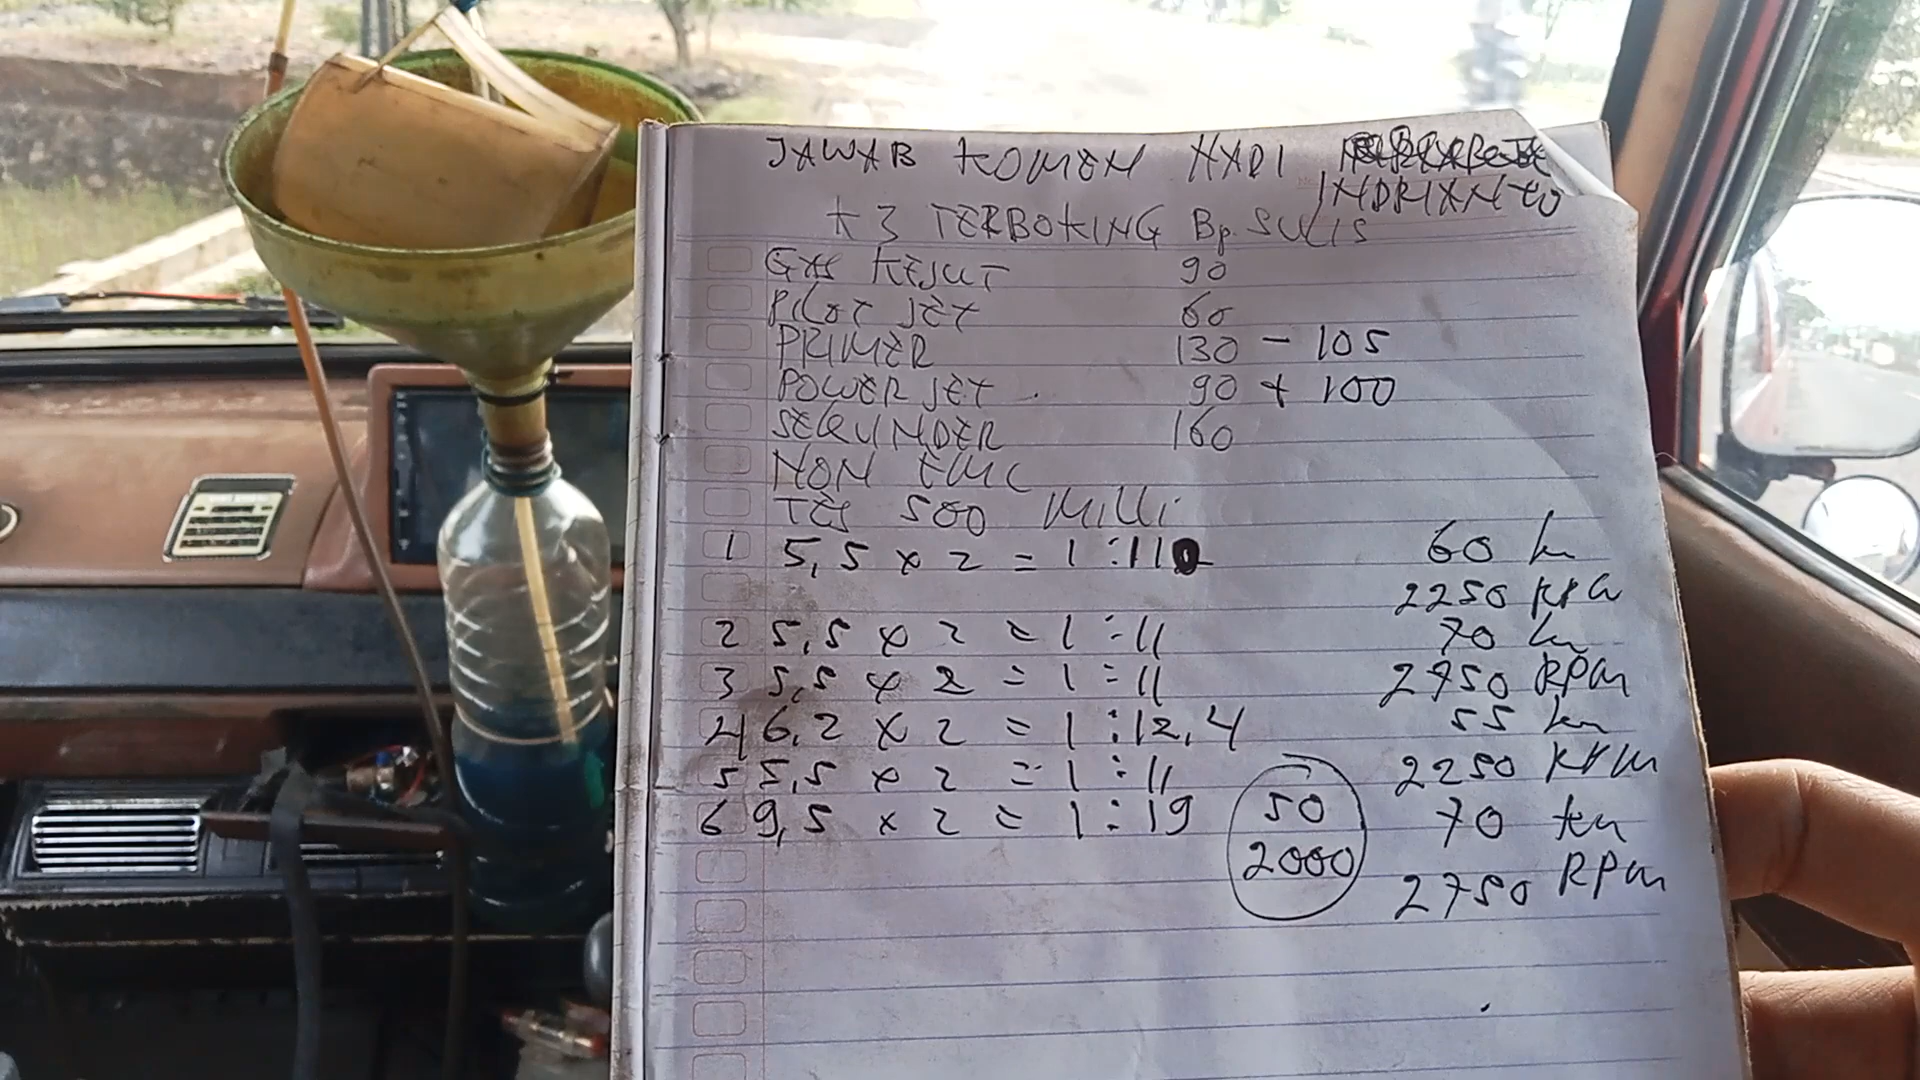 JAWAB KOMEN HADI
INDRIANTO
K3 TERBOKING Bp. SULIS
GAS KEJUT 90
PILOT JET 60
PRIMER 130 - 105
POWER JET 90 + 100
SEKUNDER 160
NON KMC
TES 500 Milli
1 5,5 x 2 = 1 : 11 60 km
2250 RPM
2 5,5 x 2 = 1 : 11 70 km
3 5,5 x 2 = 1 : 11 2750 RPM
4 6,2 x 2 = 1 : 12,4 55 km
5 5,5 x 2 = 1 : 11 2250 RPM
6 9,5 x 2 = 1 : 19 50 70 km
2000 2750 RPM